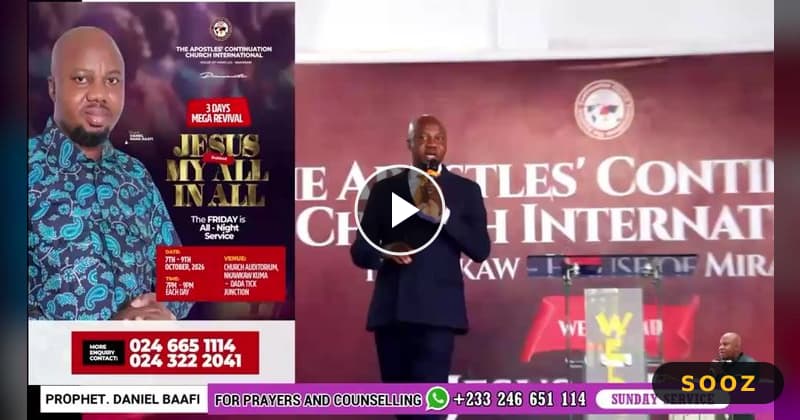 THE APOSTLES' CONTINUATION
CHURCH INTERNATIONAL
3 DAYS
MEGA REVIVAL
JESUS
MY ALL
IN ALL
The FRIDAY is
All - Night
Service
DATE:
7TH - 9TH
OCTOBER, 2026
TIME:
7PM - 9PM
EACH DAY
VENUE:
CHURCH AUDITORIUM,
NKAWKAW KUMA
- DADA TICK
JUNCTION
MORE
ENQUIRY
CONTACT:
024 665 1114
024 322 2041
E APOSTLES' CONTIN
CH INTERNAT
KAW
MIRA
PROPHET. DANIEL BAAFI
FOR PRAYERS AND COUNSELLING +233 246 651 114
SUNDAY SERVICE
SOOZ